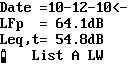 Date =10-12-10<-
LFp = 64.1dB
Leq,t= 54.8dB
List A LW